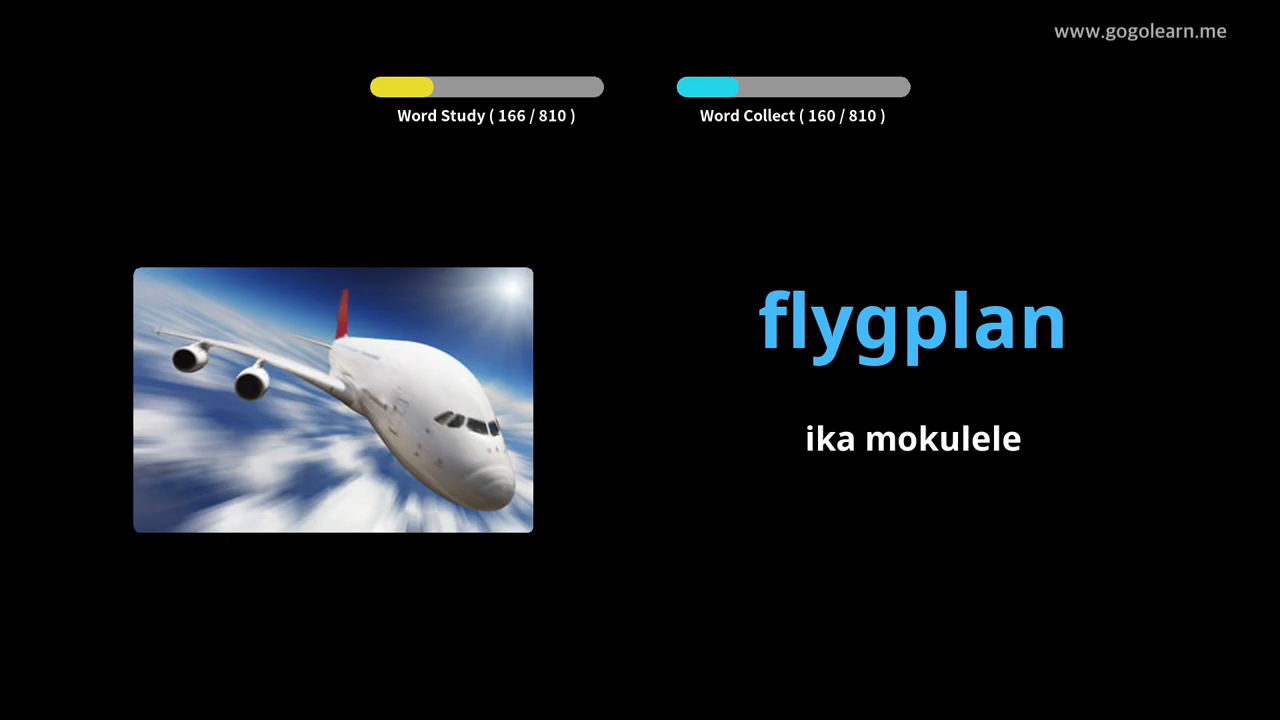 www.gogolearn.me
Word Study ( 166 / 810 )
Word Collect ( 160 / 810 )
flygplan
ika mokulele